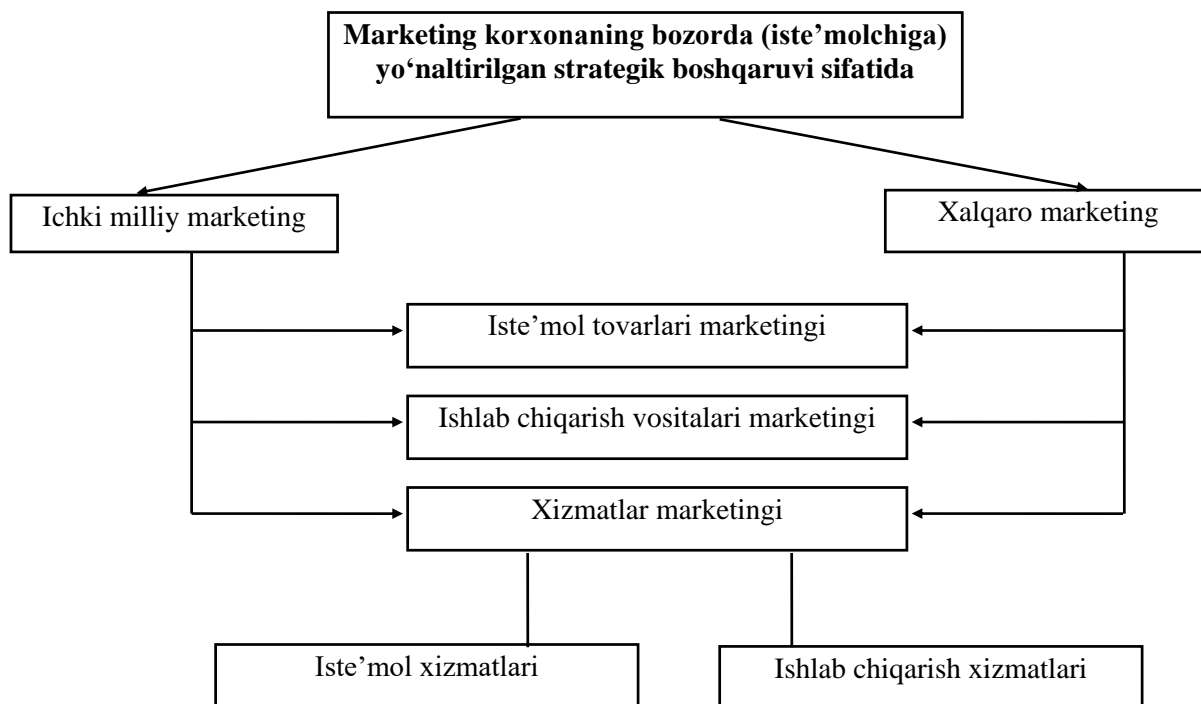 Marketing korxonaning bozorda (iste’molchiga)
yo‘naltirilgan strategik boshqaruvi sifatida
Ichki milliy marketing
Xalqaro marketing
Iste’mol tovarlari marketingi
Ishlab chiqarish vositalari marketingi
Xizmatlar marketingi
Iste’mol xizmatlari
Ishlab chiqarish xizmatlari